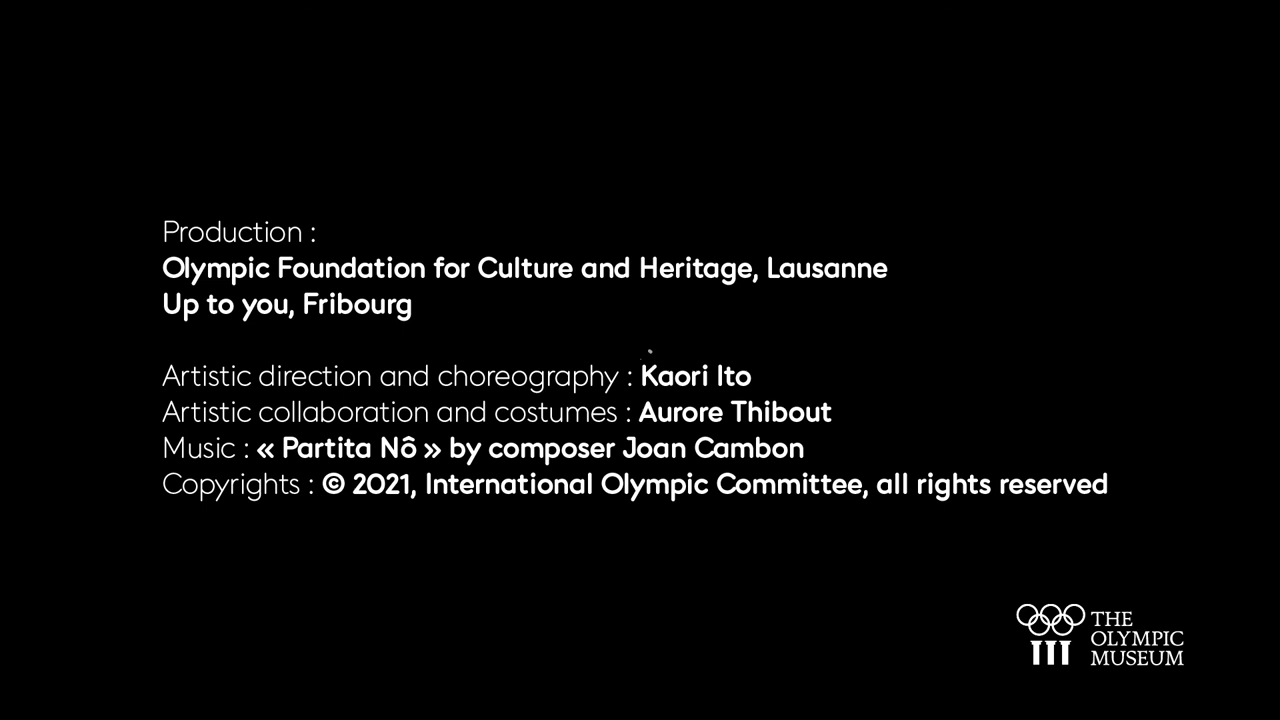 Production :
Olympic Foundation for Culture and Heritage, Lausanne
Up to you, Fribourg
Artistic direction and choreography : Kaori Ito
Artistic collaboration and costumes : Aurore Thibout
Music : « Partita Nô » by composer Joan Cambon
Copyrights : © 2021, International Olympic Committee, all rights reserved
THE
OLYMPIC
MUSEUM